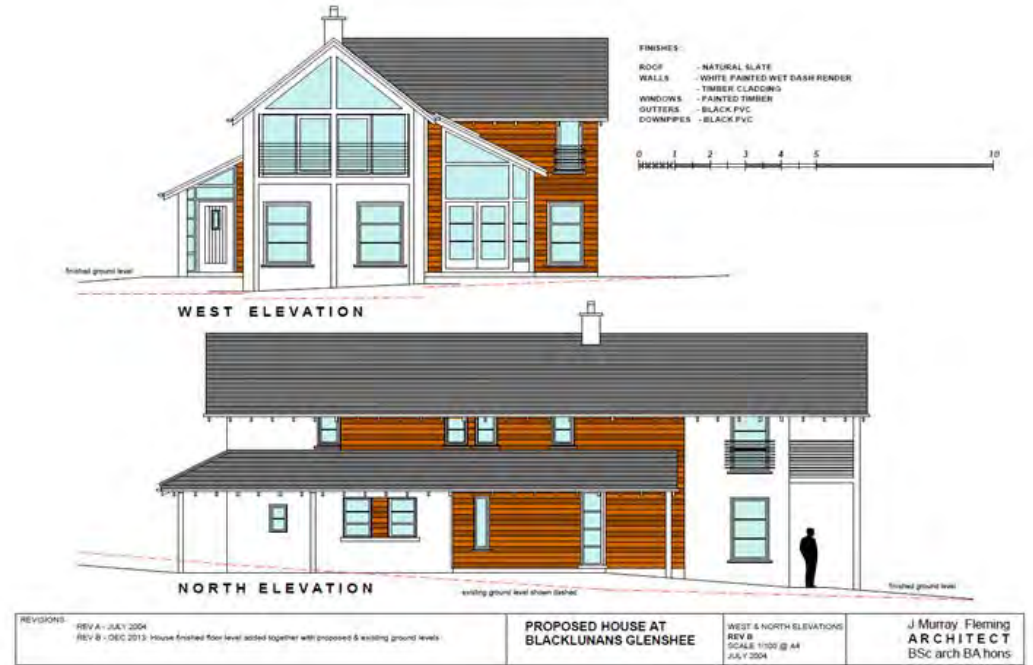 FINISHES:
ROOF - NATURAL SLATE
WALLS - WHITE PAINTED WET DASH RENDER
- TIMBER CLADDING
WINDOWS - PAINTED TIMBER
GUTTERS - BLACK PVC
DOWNPIPES - BLACK PVC
0 1 2 3 4 5 10
finished ground level
WEST ELEVATION
NORTH ELEVATION
existing ground level shown dashed
finished ground level
REVISIONS:
REV A - JULY 2004
REV B - DEC 2013 House finished floor level added together with proposed & existing ground levels
PROPOSED HOUSE AT
BLACKLUNANS GLENSHEE
WEST & NORTH ELEVATIONS
REV B
SCALE 1/100 @ A4
JULY 2004
J Murray Fleming
ARCHITECT
BSc arch BA hons